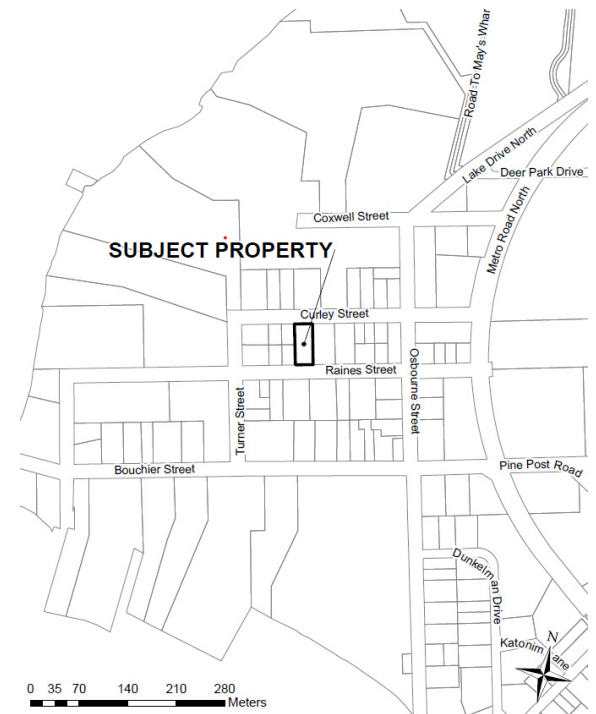 Road To May's Whar
Lake Drive North
Deer Park Drive
Metro Road North
Coxwell Street
SUBJECT PROPERTY
Curley Street
Raines Street
Osbourne Street
Turner Street
Bouchier Street
Pine Post Road
Dunkelman Drive
Katonim Lane
N
0 35 70 140 210 280
Meters